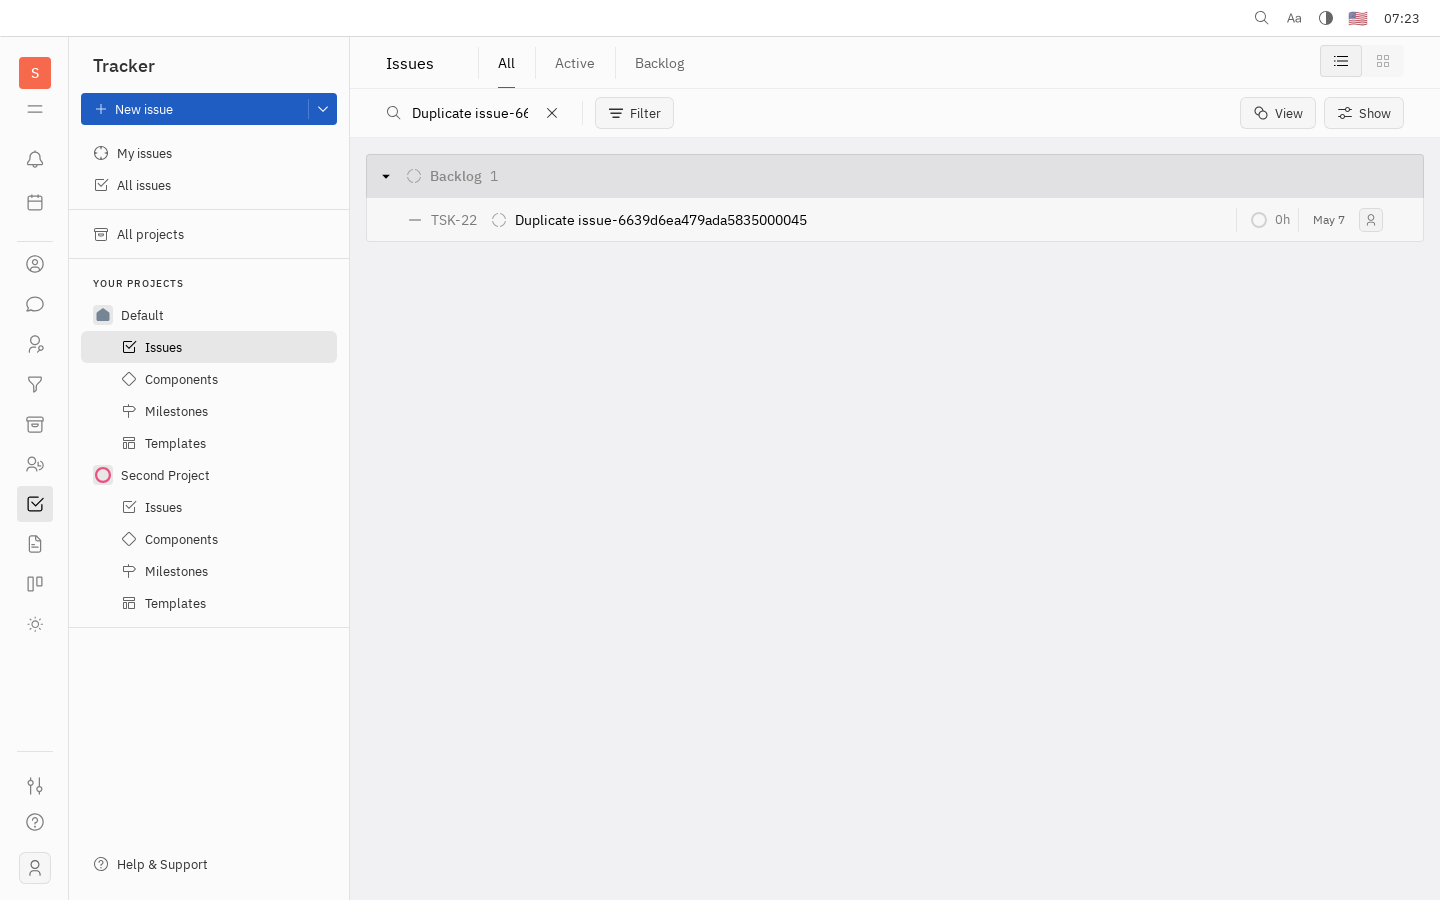 Aa
07:23
S
Tracker
New issue
My issues
All issues
All projects
YOUR PROJECTS
Default
Issues
Components
Milestones
Templates
Second Project
Issues
Components
Milestones
Templates
Help & Support
Issues
All
Active
Backlog
Duplicate issue-66
Filter
View
Show
Backlog 1
TSK-22 Duplicate issue-6639d6ea479ada5835000045 0h May 7